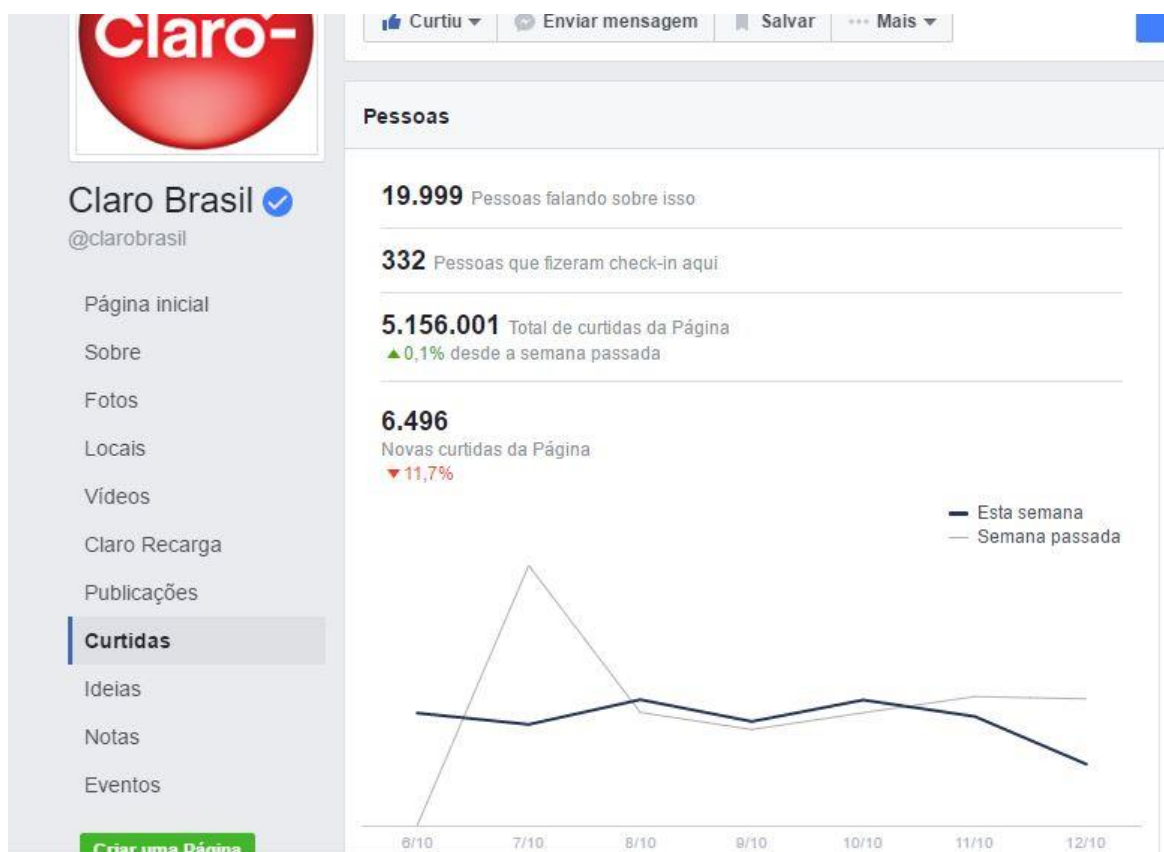 Claro-
Curtiu
Enviar mensagem
Salvar
Mais
Pessoas
Claro Brasil
@clarobrasil
19.999 Pessoas falando sobre isso
332 Pessoas que fizeram check-in aqui
5.156.001 Total de curtidas da Página
0,1% desde a semana passada
6.496
Novas curtidas da Página
11,7%
Página inicial
Sobre
Fotos
Locais
Vídeos
Claro Recarga
Publicações
Curtidas
Ideias
Notas
Eventos
Criar uma Página
Esta semana
Semana passada
6/10 7/10 8/10 9/10 10/10 11/10 12/10